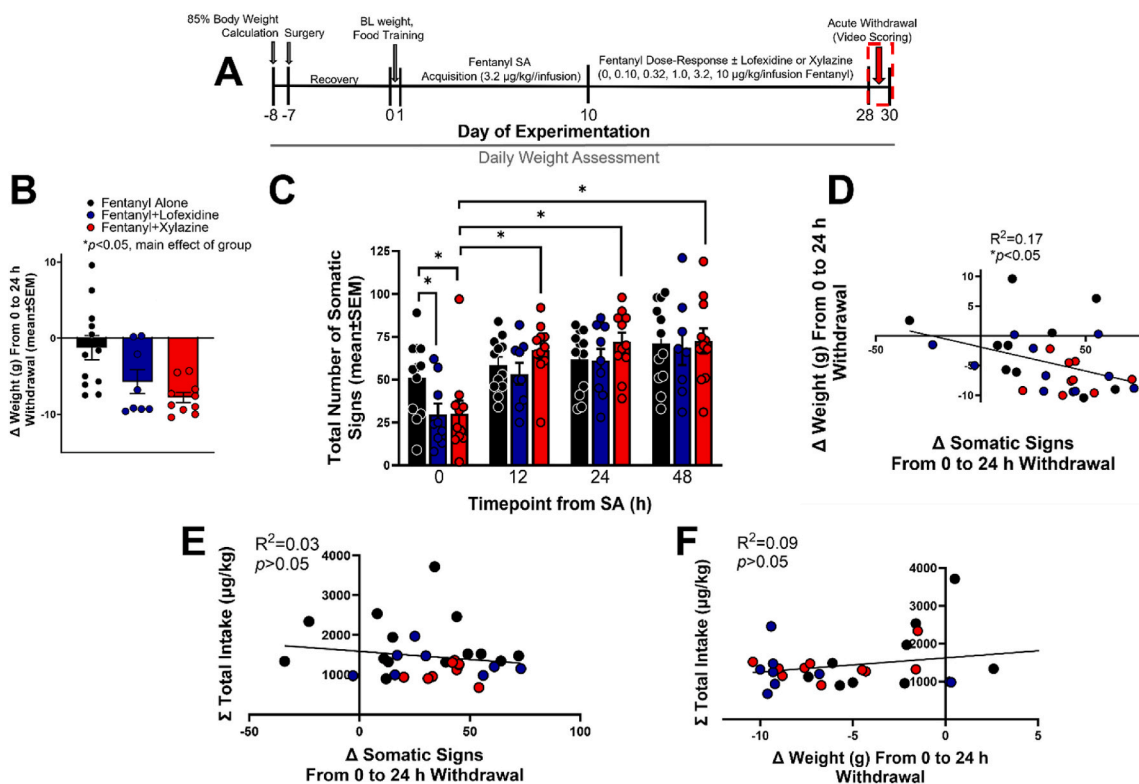 85% Body Weight
Calculation
Surgery
BL weight,
Food Training
Acute Withdrawal
(Video Scoring)
A
Recovery
Fentanyl SA
Acquisition (3.2 µg/kg//infusion)
Fentanyl Dose-Response ± Lofexidine or Xylazine
(0, 0.10, 0.32, 1.0, 3.2, 10 µg/kg/infusion Fentanyl)
-8 -7 0 1 10 28 30
Day of Experimentation
Daily Weight Assessment
B
Fentanyl Alone
Fentanyl+Lofexidine
Fentanyl+Xylazine
*p<0.05, main effect of group
Δ Weight (g) From 0 to 24 h
Withdrawal (mean±SEM)
10
0
-10
C
* * * * *
Total Number of Somatic
Signs (mean±SEM)
125
100
75
50
25
0 12 24 48
Timepoint from SA (h)
D
R²=0.17
*p<0.05
Δ Weight (g) From 0 to 24 h
Withdrawal
10
5
-50 50
-5
-10
Δ Somatic Signs
From 0 to 24 h Withdrawal
E
R²=0.03
p>0.05
Σ Total Intake (µg/kg)
4000
3000
2000
1000
-50 0 50 100
Δ Somatic Signs
From 0 to 24 h Withdrawal
F
R²=0.09
p>0.05
Σ Total Intake (µg/kg)
4000
3000
2000
1000
-10 -5 0 5
Δ Weight (g) From 0 to 24 h
Withdrawal